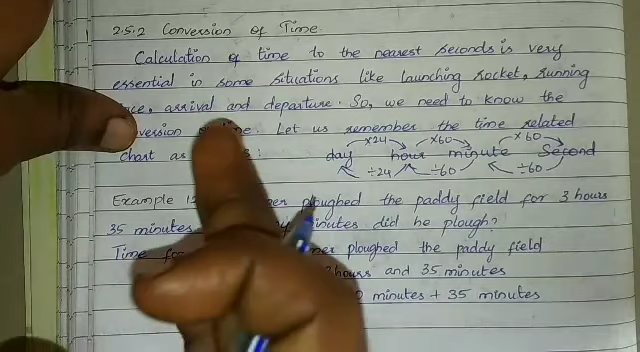 2.5.2 Conversion of Time.
Calculation of time to the nearest seconds is very
essential in some situations like launching rocket, running
arrival and departure. So, we need to know the
Let us remember the time related
chart as
×24 ×60 ×60
day hour minute Second
÷24 ÷60 ÷60
Example ploughed the paddy field for 3 hours
35 minutes did he plough?
Time ploughed the paddy field
hours and 35 minutes
minutes + 35 minutes